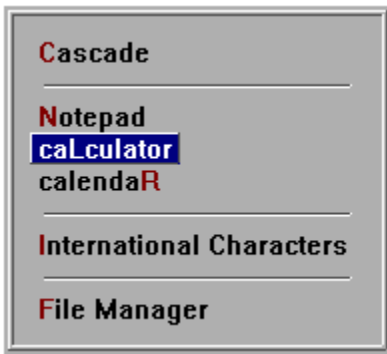 Cascade
Notepad
caLculator
calendaR
International Characters
File Manager